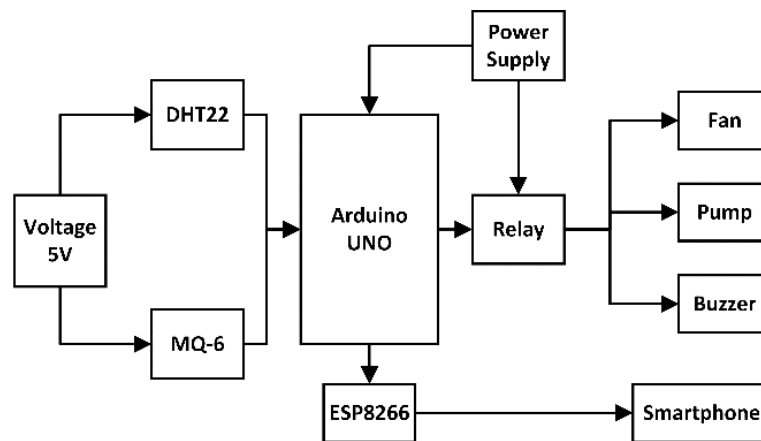 Power
Supply
DHT22
Fan
Voltage
5V
Arduino
UNO
Relay
Pump
MQ-6
Buzzer
ESP8266
Smartphone